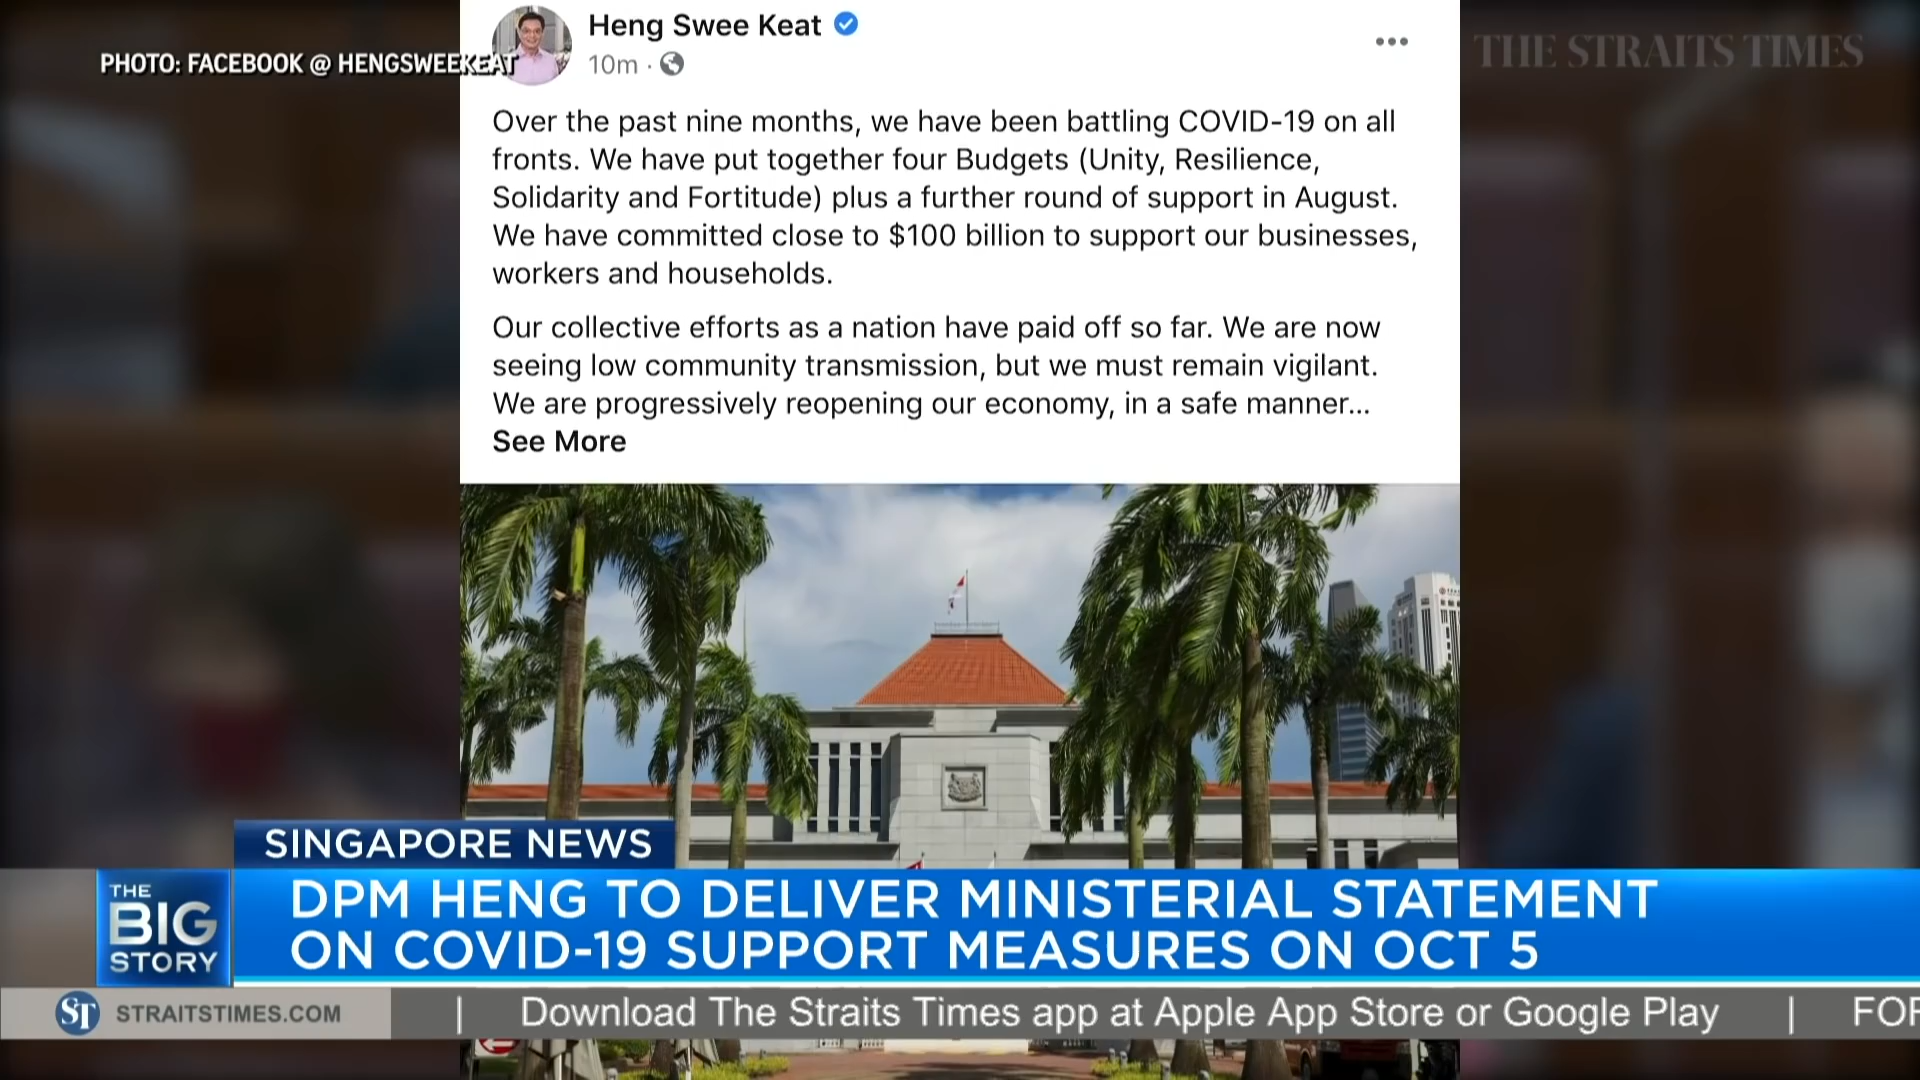 Heng Swee Keat
PHOTO: FACEBOOK @ HENGSWEEKEAT
10m ·
THE STRAITS TIMES
Over the past nine months, we have been battling COVID-19 on all
fronts. We have put together four Budgets (Unity, Resilience,
Solidarity and Fortitude) plus a further round of support in August.
We have committed close to $100 billion to support our businesses,
workers and households.
Our collective efforts as a nation have paid off so far. We are now
seeing low community transmission, but we must remain vigilant.
We are progressively reopening our economy, in a safe manner...
See More
SINGAPORE NEWS
THE
BIG
STORY
DPM HENG TO DELIVER MINISTERIAL STATEMENT
ON COVID-19 SUPPORT MEASURES ON OCT 5
ST STRAITSTIMES.COM
| Download The Straits Times app at Apple App Store or Google Play | FOR